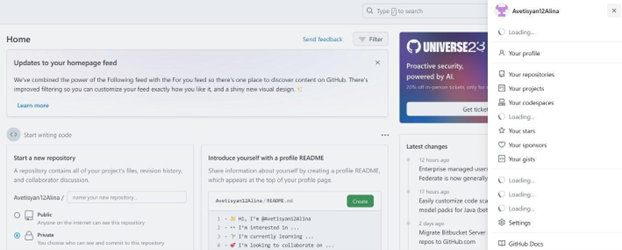 Type / to search
Home
Send feedback
Filter
Updates to your homepage feed
We've combined the power of the Following feed with the For you feed so there's one place to discover content on GitHub. There's
improved filtering so you can customize your feed exactly how you like it, and a shiny new visual design. ✨
Learn more
Start writing code
Start a new repository
A repository contains all of your project's files, revision history,
and collaborator discussion.
Avetisyan12Alina /
name your new repository...
Public
Anyone on the internet can see this repository
Private
You choose who can see and commit to this repository
Introduce yourself with a profile README
Share information about yourself by creating a profile README,
which appears at the top of your profile page.
Avetisyan12Alina / README.md
Create
1 - 👋 Hi, I'm @Avetisyan12Alina
2 - 👀 I'm interested in ...
3 - 🌱 I'm currently learning ...
4 - 💞️ I'm looking to collaborate on ...
UNIVERSE23
Proactive security,
powered by AI.
20% off in-person tickets, only for
Get ticket
Latest changes
12 hours ago
Enterprise managed users
Federate is now generally
17 hours ago
Easily customize code scan
model packs for Java (bet
2 days ago
Migrate Bitbucket Server
repos to GitHub.com
Avetisyan12Alina
Loading...
Your profile
Your repositories
Your projects
Your codespaces
Loading...
Your stars
Your sponsors
Your gists
Loading...
Loading...
Loading...
Settings
GitHub Docs